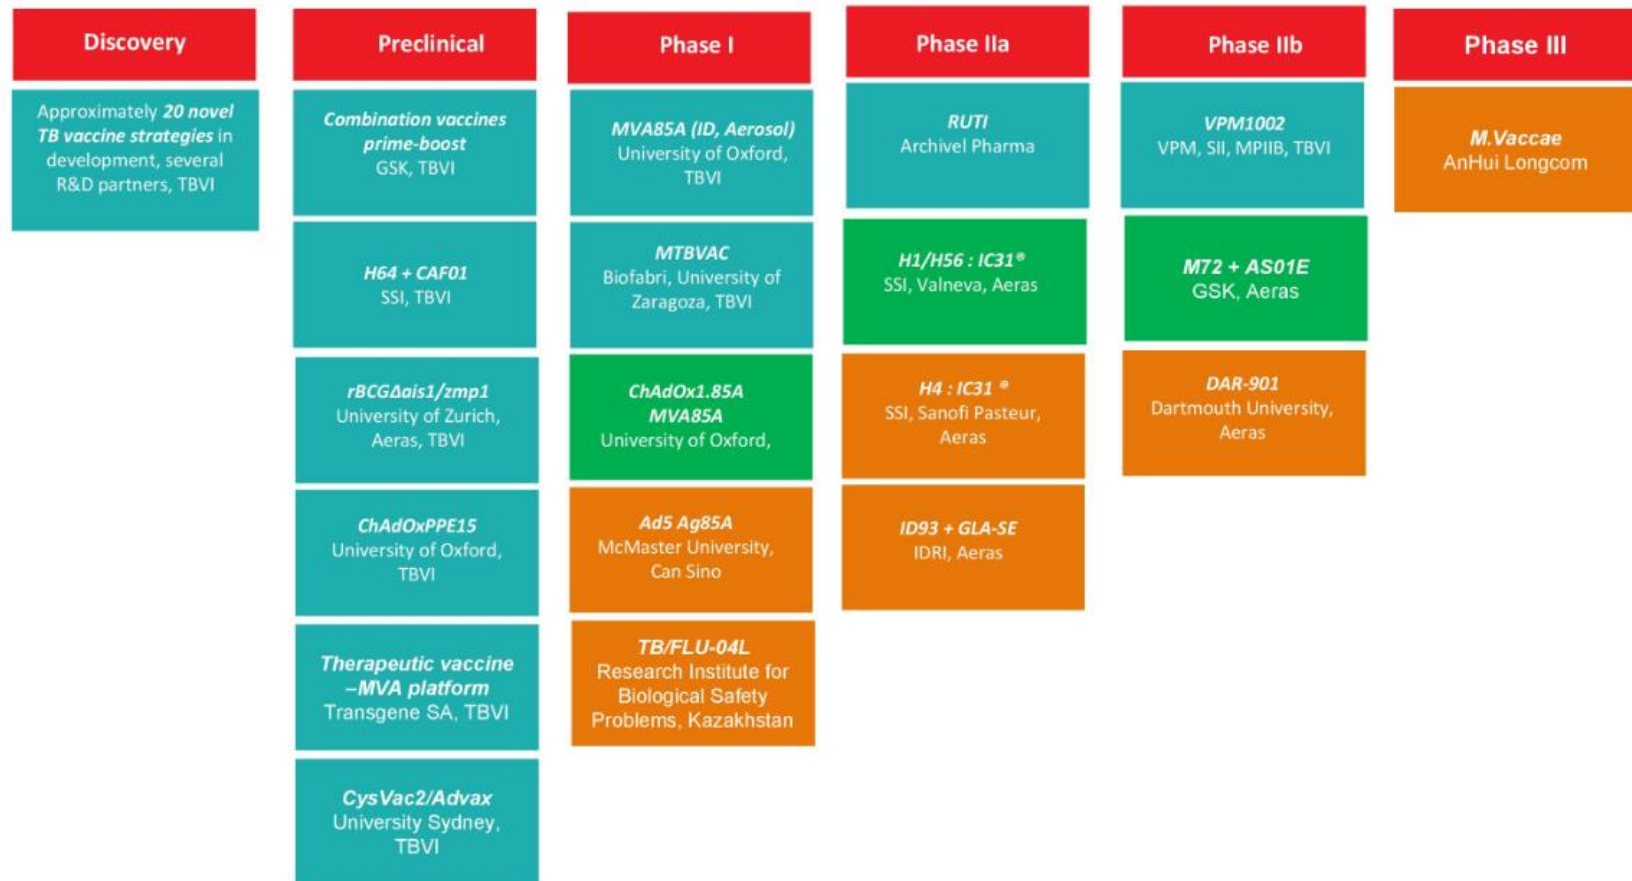 Discovery
Approximately 20 novel
TB vaccine strategies in
development, several
R&D partners, TBVI
Preclinical
Combination vaccines
prime-boost
GSK, TBVI
H64 + CAF01
SSI, TBVI
rBCGΔais1/zmp1
University of Zurich,
Aeras, TBVI
ChAdOxPPE15
University of Oxford,
TBVI
Therapeutic vaccine
–MVA platform
Transgene SA, TBVI
CysVac2/Advax
University Sydney,
TBVI
Phase I
MVA85A (ID, Aerosol)
University of Oxford,
TBVI
MTBVAC
Biofabri, University of
Zaragoza, TBVI
ChAdOx1.85A
MVA85A
University of Oxford,
Ad5 Ag85A
McMaster University,
Can Sino
TB/FLU-04L
Research Institute for
Biological Safety
Problems, Kazakhstan
Phase IIa
RUTI
Archivel Pharma
H1/H56 : IC31®
SSI, Valneva, Aeras
H4 : IC31 ®
SSI, Sanofi Pasteur,
Aeras
ID93 + GLA-SE
IDRI, Aeras
Phase IIb
VPM1002
VPM, SII, MPIIB, TBVI
M72 + AS01E
GSK, Aeras
DAR-901
Dartmouth University,
Aeras
Phase III
M.Vaccae
AnHui Longcom